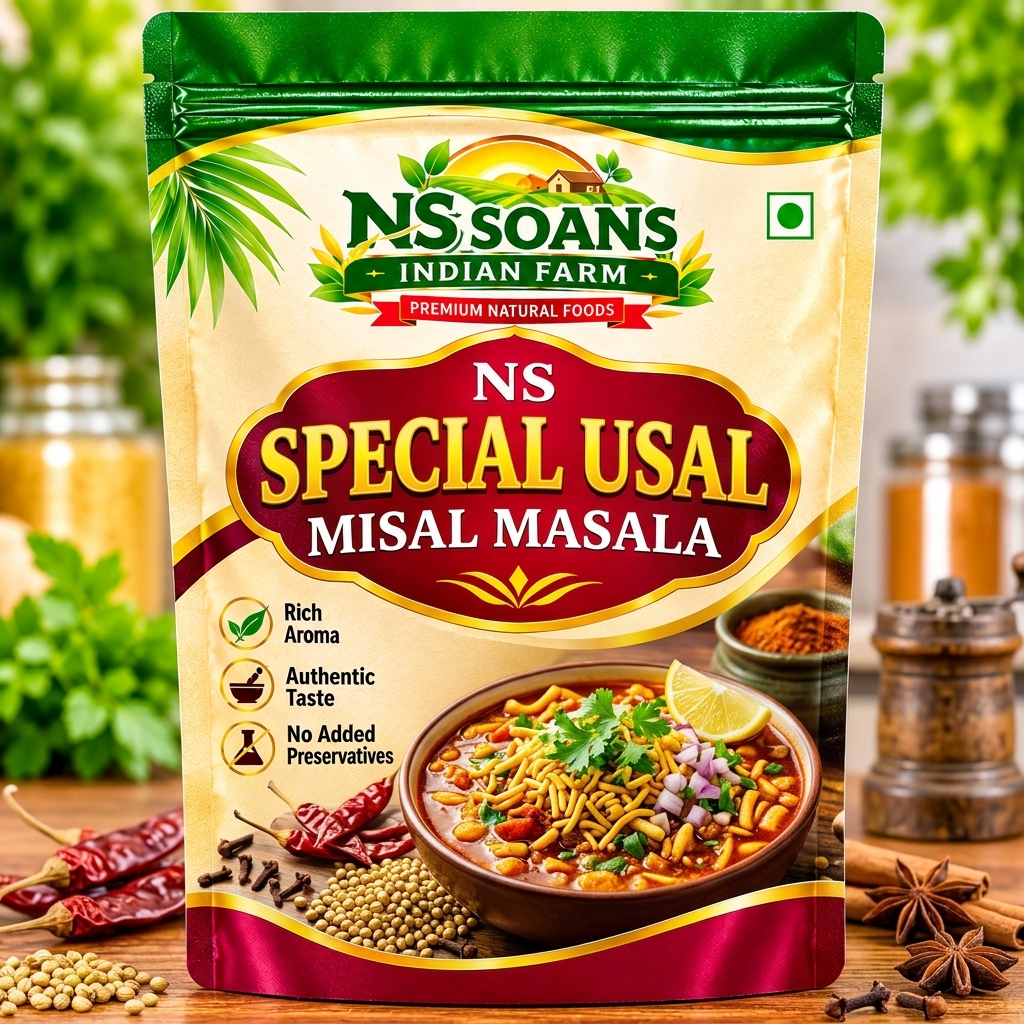 NS SOANS
INDIAN FARM
PREMIUM NATURAL FOODS
NS
SPECIAL USAL
MISAL MASALA
Rich
Aroma
Authentic
Taste
No Added
Preservatives